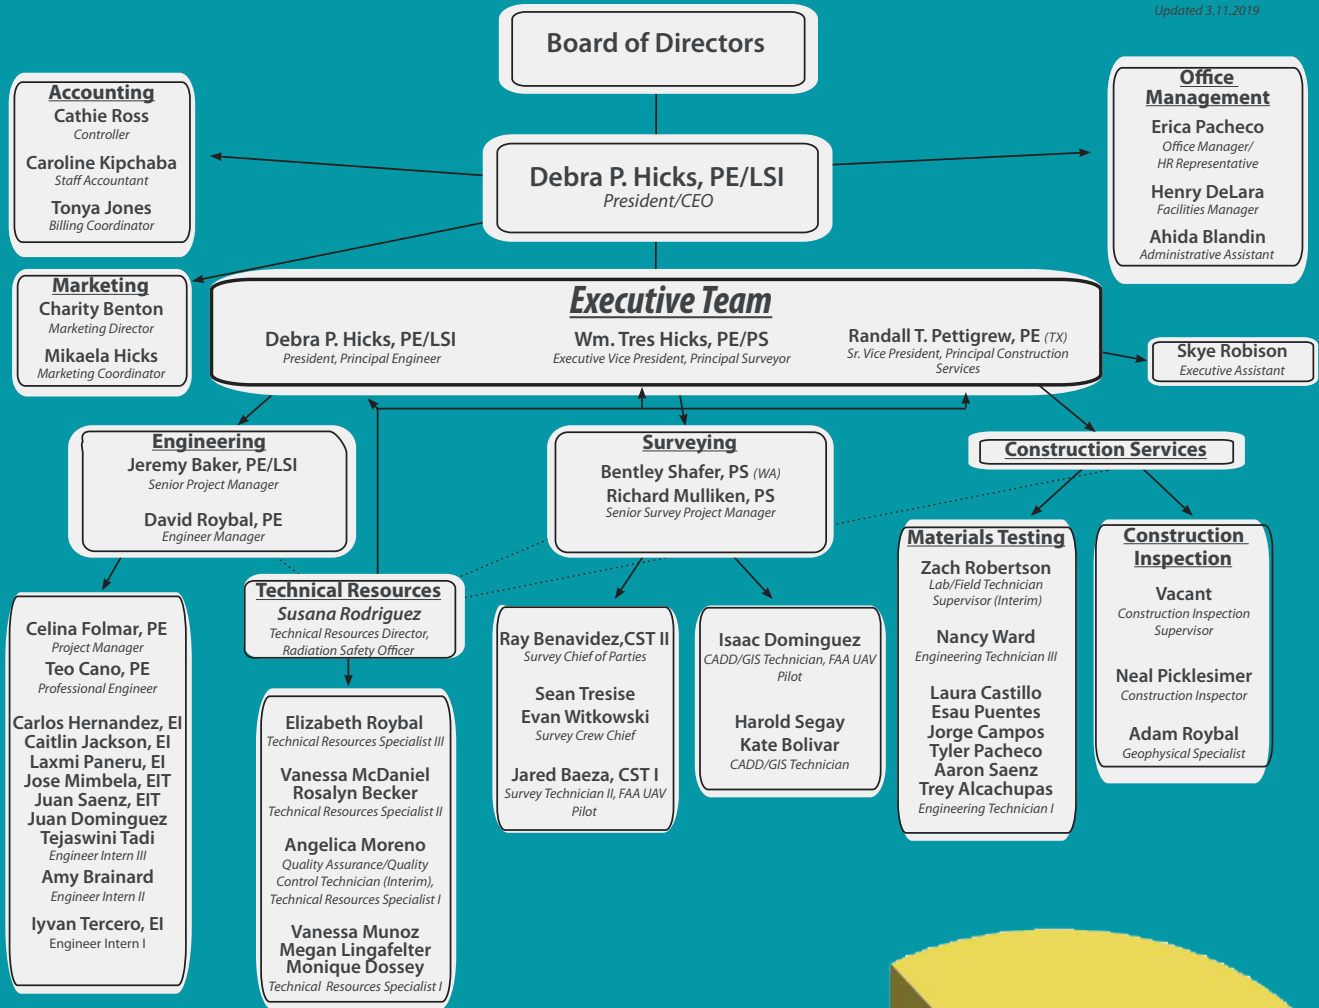 Updated 3.11.2019
Board of Directors
Accounting
Cathie Ross
Controller
Caroline Kipchaba
Staff Accountant
Tonya Jones
Billing Coordinator
Office
Management
Erica Pacheco
Office Manager/
HR Representative
Henry DeLara
Facilities Manager
Ahida Blandin
Administrative Assistant
Debra P. Hicks, PE/LSI
President/CEO
Marketing
Charity Benton
Marketing Director
Mikaela Hicks
Marketing Coordinator
Executive Team
Debra P. Hicks, PE/LSI
President, Principal Engineer
Wm. Tres Hicks, PE/PS
Executive Vice President, Principal Surveyor
Randall T. Pettigrew, PE (TX)
Sr. Vice President, Principal Construction
Services
Skye Robison
Executive Assistant
Engineering
Jeremy Baker, PE/LSI
Senior Project Manager
David Roybal, PE
Engineer Manager
Surveying
Bentley Shafer, PS (WA)
Richard Mulliken, PS
Senior Survey Project Manager
Construction Services
Technical Resources
Susana Rodriguez
Technical Resources Director,
Radiation Safety Officer
Celina Folmar, PE
Project Manager
Teo Cano, PE
Professional Engineer
Carlos Hernandez, EI
Caitlin Jackson, EI
Laxmi Paneru, EI
Jose Mimbela, EIT
Juan Saenz, EIT
Juan Dominguez
Tejaswini Tadi
Engineer Intern III
Amy Brainard
Engineer Intern II
Iyvan Tercero, EI
Engineer Intern I
Elizabeth Roybal
Technical Resources Specialist III
Vanessa McDaniel
Rosalyn Becker
Technical Resources Specialist II
Angelica Moreno
Quality Assurance/Quality
Control Technician (Interim),
Technical Resources Specialist I
Vanessa Munoz
Megan Lingafelter
Monique Dossey
Technical Resources Specialist I
Ray Benavidez,CST II
Survey Chief of Parties
Sean Tresise
Evan Witkowski
Survey Crew Chief
Jared Baeza, CST I
Survey Technician II, FAA UAV
Pilot
Isaac Dominguez
CADD/GIS Technician, FAA UAV
Pilot
Harold Segay
Kate Bolivar
CADD/GIS Technician
Materials Testing
Zach Robertson
Lab/Field Technician
Supervisor (Interim)
Nancy Ward
Engineering Technician III
Laura Castillo
Esau Puentes
Jorge Campos
Tyler Pacheco
Aaron Saenz
Trey Alcachupas
Engineering Technician I
Construction
Inspection
Vacant
Construction Inspection
Supervisor
Neal Picklesimer
Construction Inspector
Adam Roybal
Geophysical Specialist